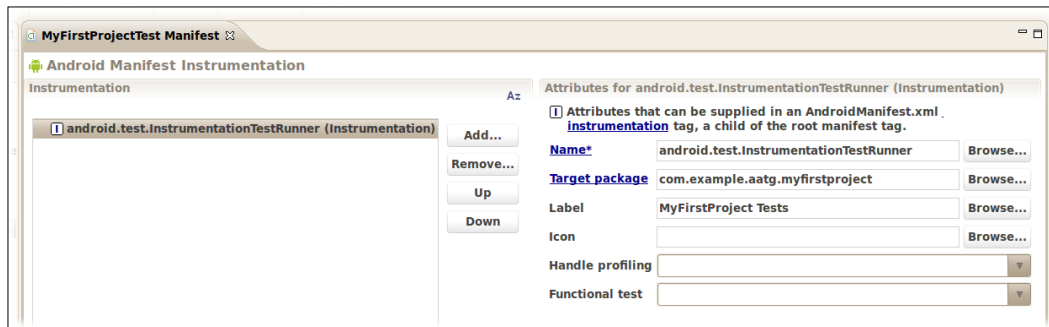 MyFirstProjectTest Manifest
Android Manifest Instrumentation
Instrumentation
Az
android.test.InstrumentationTestRunner (Instrumentation)
Add...
Remove...
Up
Down
Attributes for android.test.InstrumentationTestRunner (Instrumentation)
Attributes that can be supplied in an AndroidManifest.xml
instrumentation tag, a child of the root manifest tag.
Name* android.test.InstrumentationTestRunner Browse...
Target package com.example.aatg.myfirstproject Browse...
Label MyFirstProject Tests Browse...
Icon Browse...
Handle profiling
Functional test